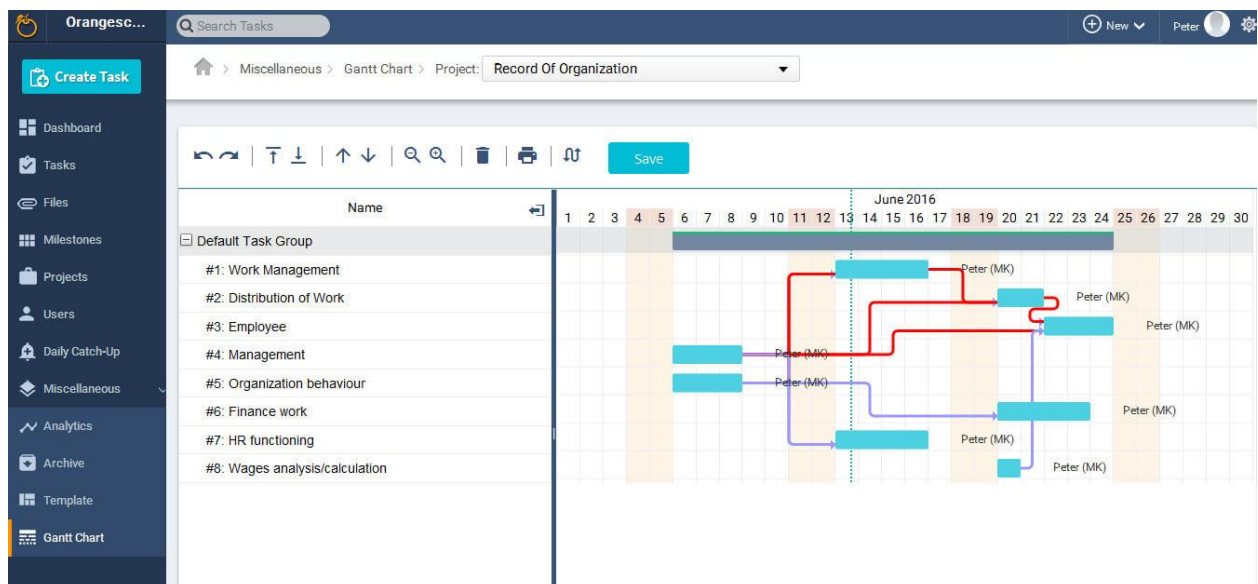 Orangesc...
Search Tasks
New
Peter
Create Task
Miscellaneous > Gantt Chart > Project: Record Of Organization
Dashboard
Tasks
Files
Milestones
Projects
Users
Daily Catch-Up
Miscellaneous
Analytics
Archive
Template
Gantt Chart
Save
Name
June 2016
1 2 3 4 5 6 7 8 9 10 11 12 13 14 15 16 17 18 19 20 21 22 23 24 25 26 27 28 29 30
Default Task Group
#1: Work Management Peter (MK)
#2: Distribution of Work Peter (MK)
#3: Employee Peter (MK)
#4: Management Peter (MK)
#5: Organization behaviour Peter (MK)
#6: Finance work Peter (MK)
#7: HR functioning Peter (MK)
#8: Wages analysis/calculation Peter (MK)